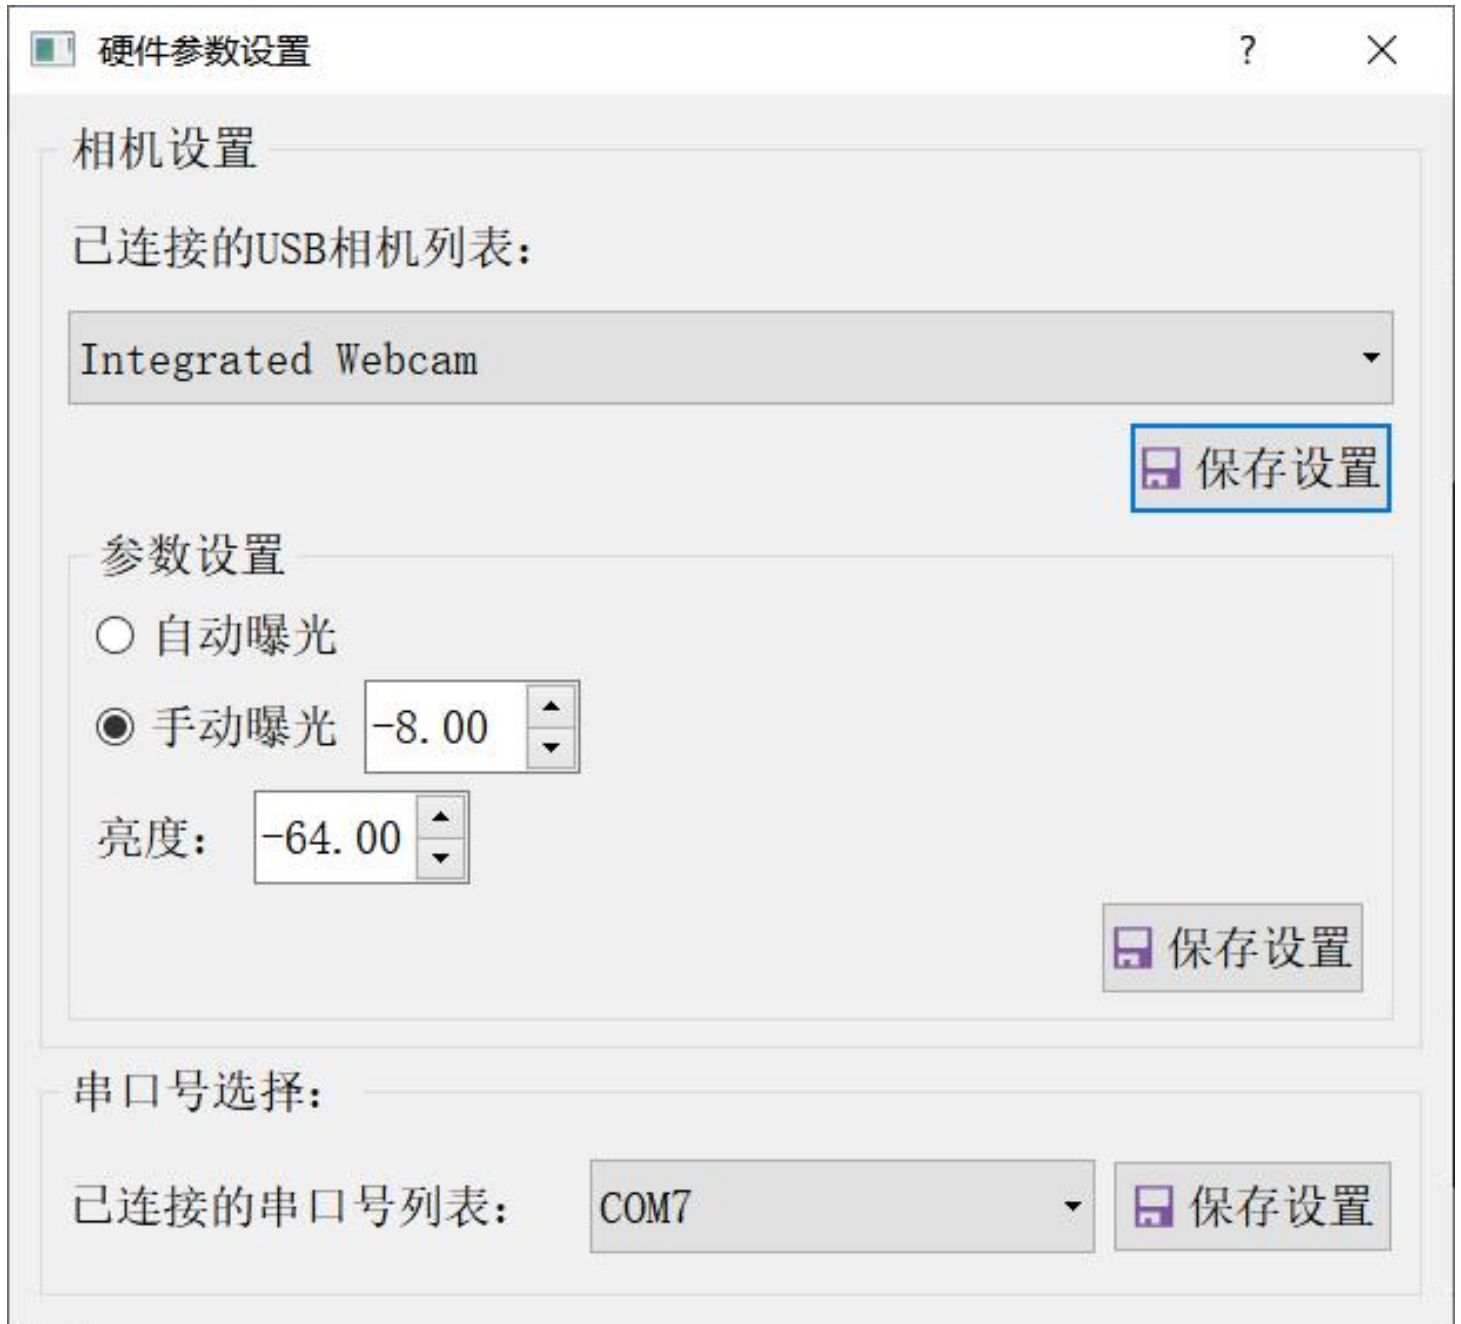 硬件参数设置 ?
相机设置
已连接的USB相机列表：
Integrated Webcam
保存设置
参数设置
自动曝光
手动曝光 -8.00
亮度： -64.00
保存设置
串口号选择：
已连接的串口号列表： COM7 保存设置